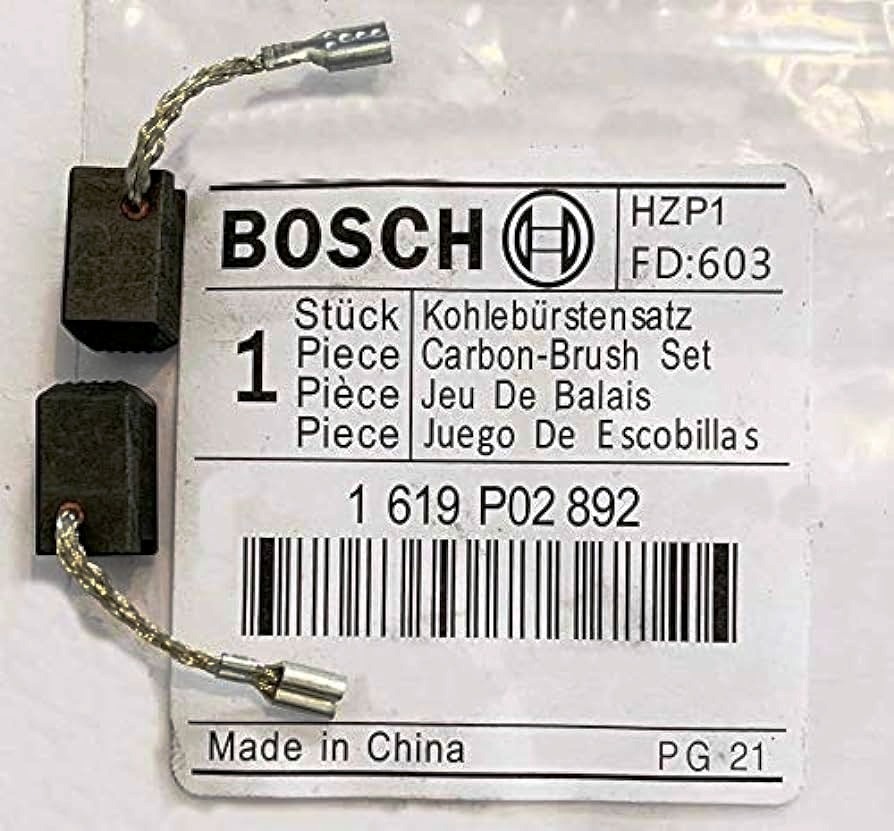 BOSCH
HZP1
FD:603
1
Stück Kohlebürstensatz
Piece Carbon-Brush Set
Pièce Jeu De Balais
Piece Juego De Escobillas
1 619 P02 892
Made in China PG 21